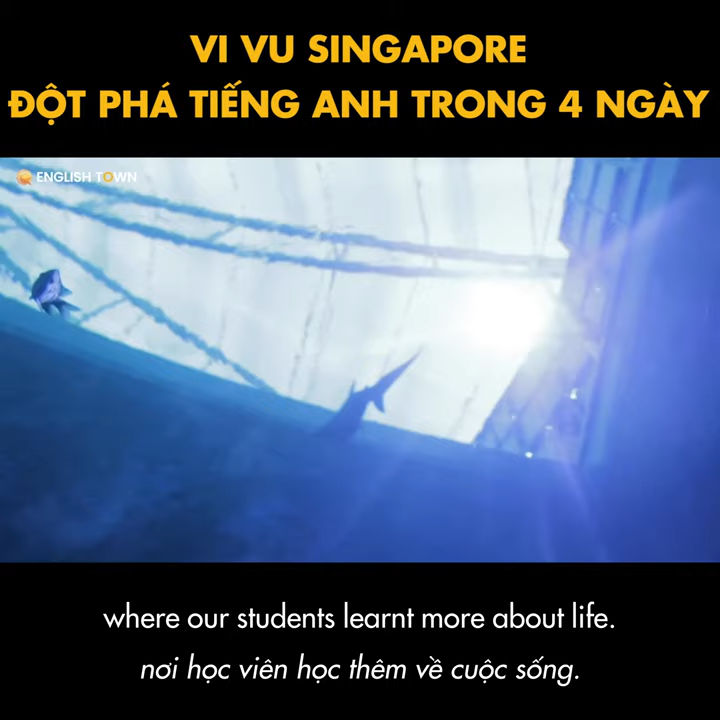 VI VU SINGAPORE
ĐỘT PHÁ TIẾNG ANH TRONG 4 NGÀY
ENGLISH TOWN
where our students learnt more about life.
nơi học viên học thêm về cuộc sống.